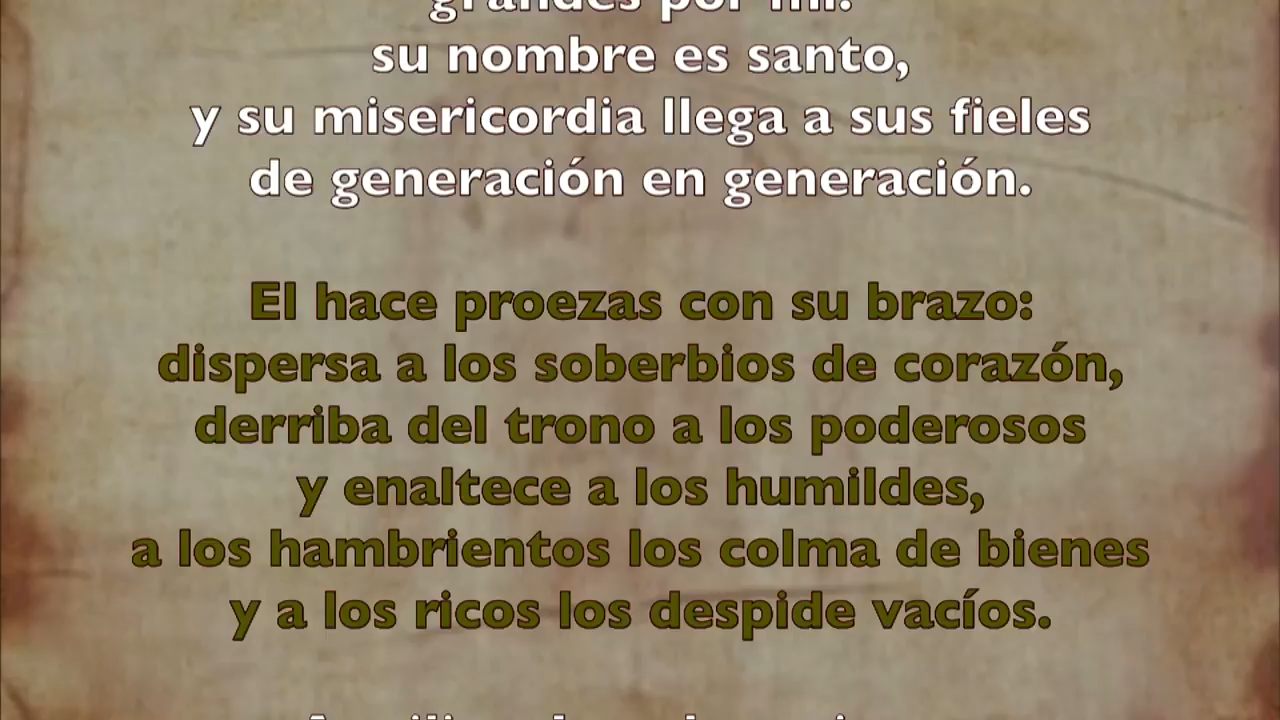 grandes por mí:
su nombre es santo,
y su misericordia llega a sus fieles
de generación en generación.
El hace proezas con su brazo:
dispersa a los soberbios de corazón,
derriba del trono a los poderosos
y enaltece a los humildes,
a los hambrientos los colma de bienes
y a los ricos los despide vacíos.